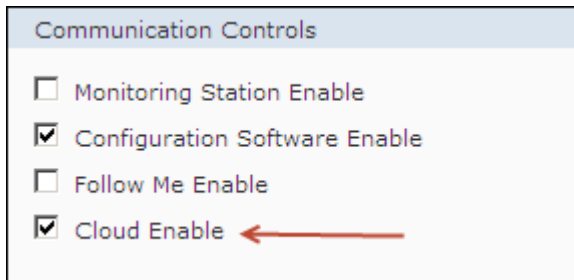 Communication Controls
Monitoring Station Enable
Configuration Software Enable
Follow Me Enable
Cloud Enable